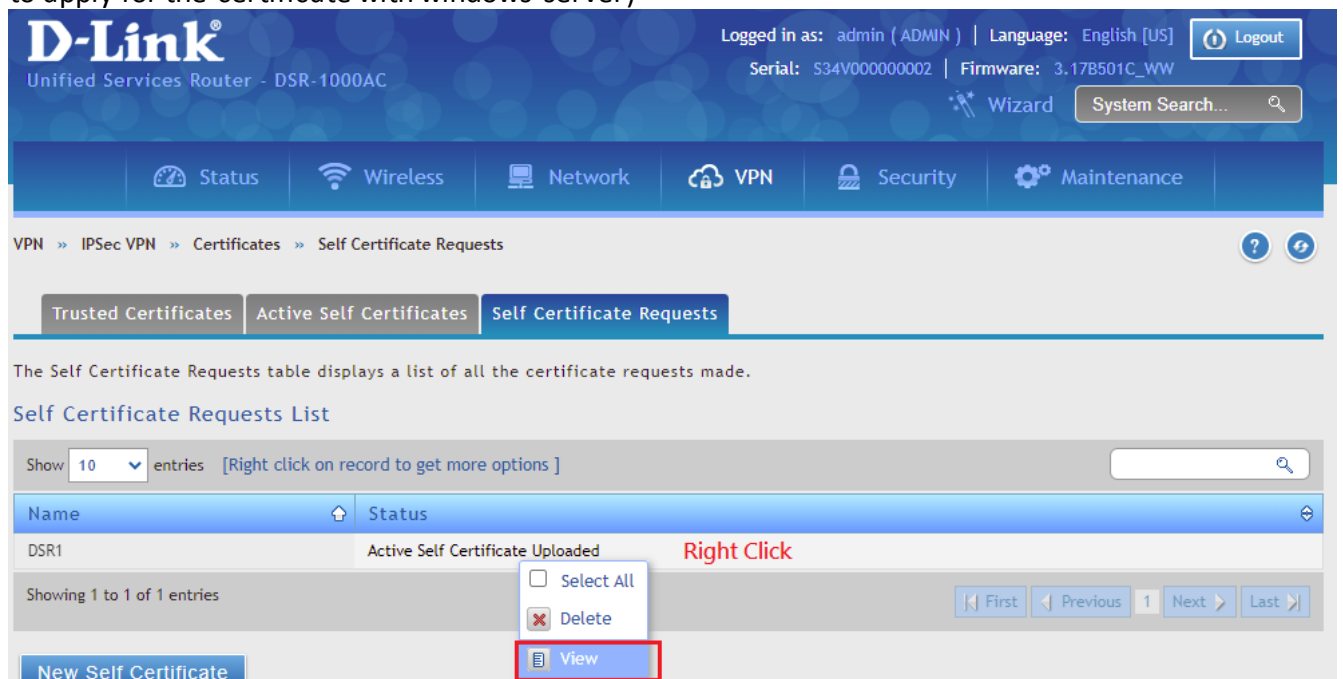 to apply for the certificate with windows server)
D-Link®
Logged in as: admin ( ADMIN ) | Language: English [US] Logout
Unified Services Router - DSR-1000AC
Serial: S34V000000002 | Firmware: 3.17B501C_WW
Wizard System Search...
Status Wireless Network VPN Security Maintenance
VPN » IPSec VPN » Certificates » Self Certificate Requests
Trusted Certificates Active Self Certificates Self Certificate Requests
The Self Certificate Requests table displays a list of all the certificate requests made.
Self Certificate Requests List
Show 10 entries [Right click on record to get more options ]
Name Status
DSR1 Active Self Certificate Uploaded Right Click
Select All
Showing 1 to 1 of 1 entries First Previous 1 Next Last
Delete
View
New Self Certificate